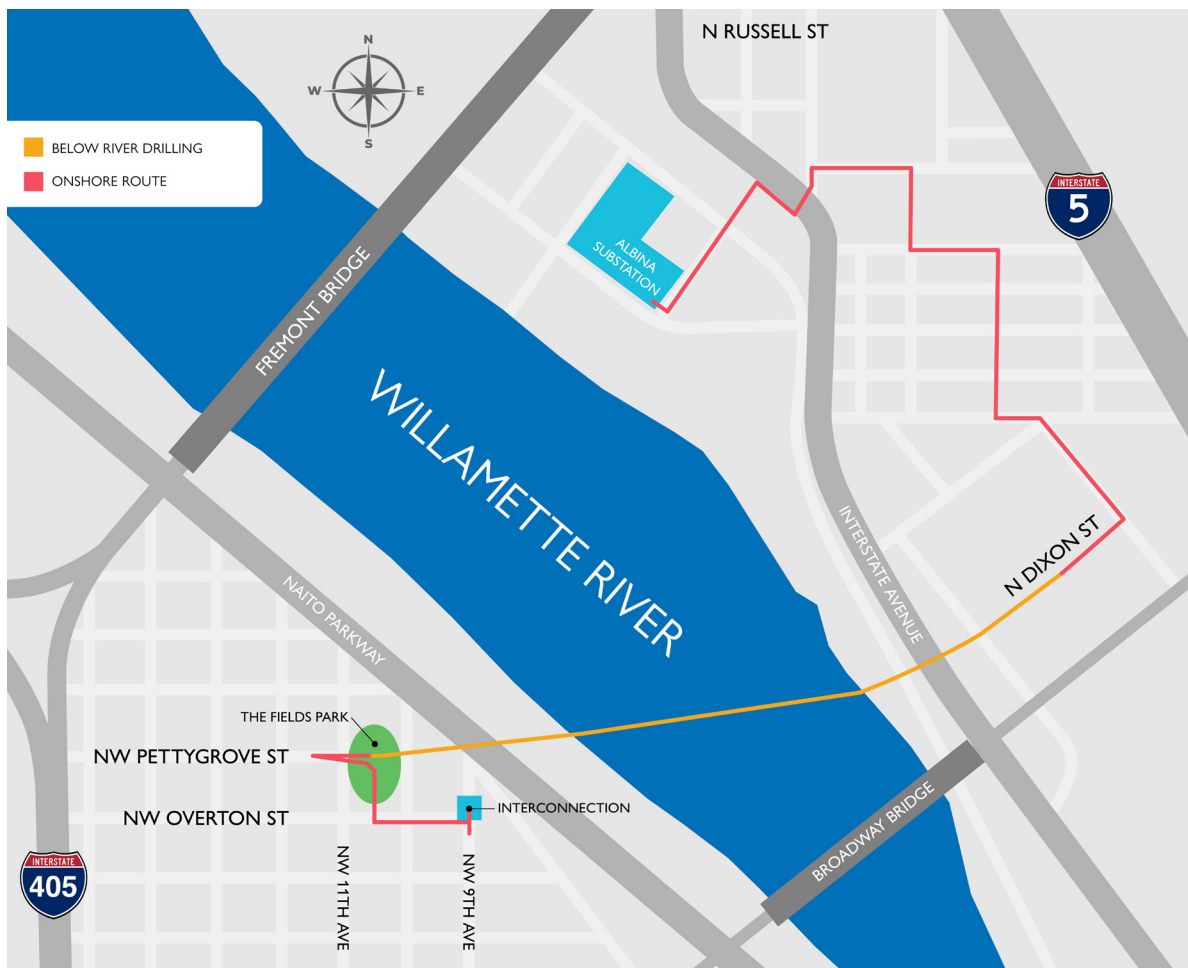 N RUSSELL ST
N
W
E
S
BELOW RIVER DRILLING
ONSHORE ROUTE
INTERSTATE
5
ALBINA
SUBSTATION
FREMONT BRIDGE
WILLAMETTE RIVER
INTERSTATE AVENUE
N DIXON ST
NAITO PARKWAY
THE FIELDS PARK
NW PETTYGROVE ST
NW OVERTON ST
INTERCONNECTION
BROADWAY BRIDGE
INTERSTATE
405
NW 11TH AVE
NW 9TH AVE